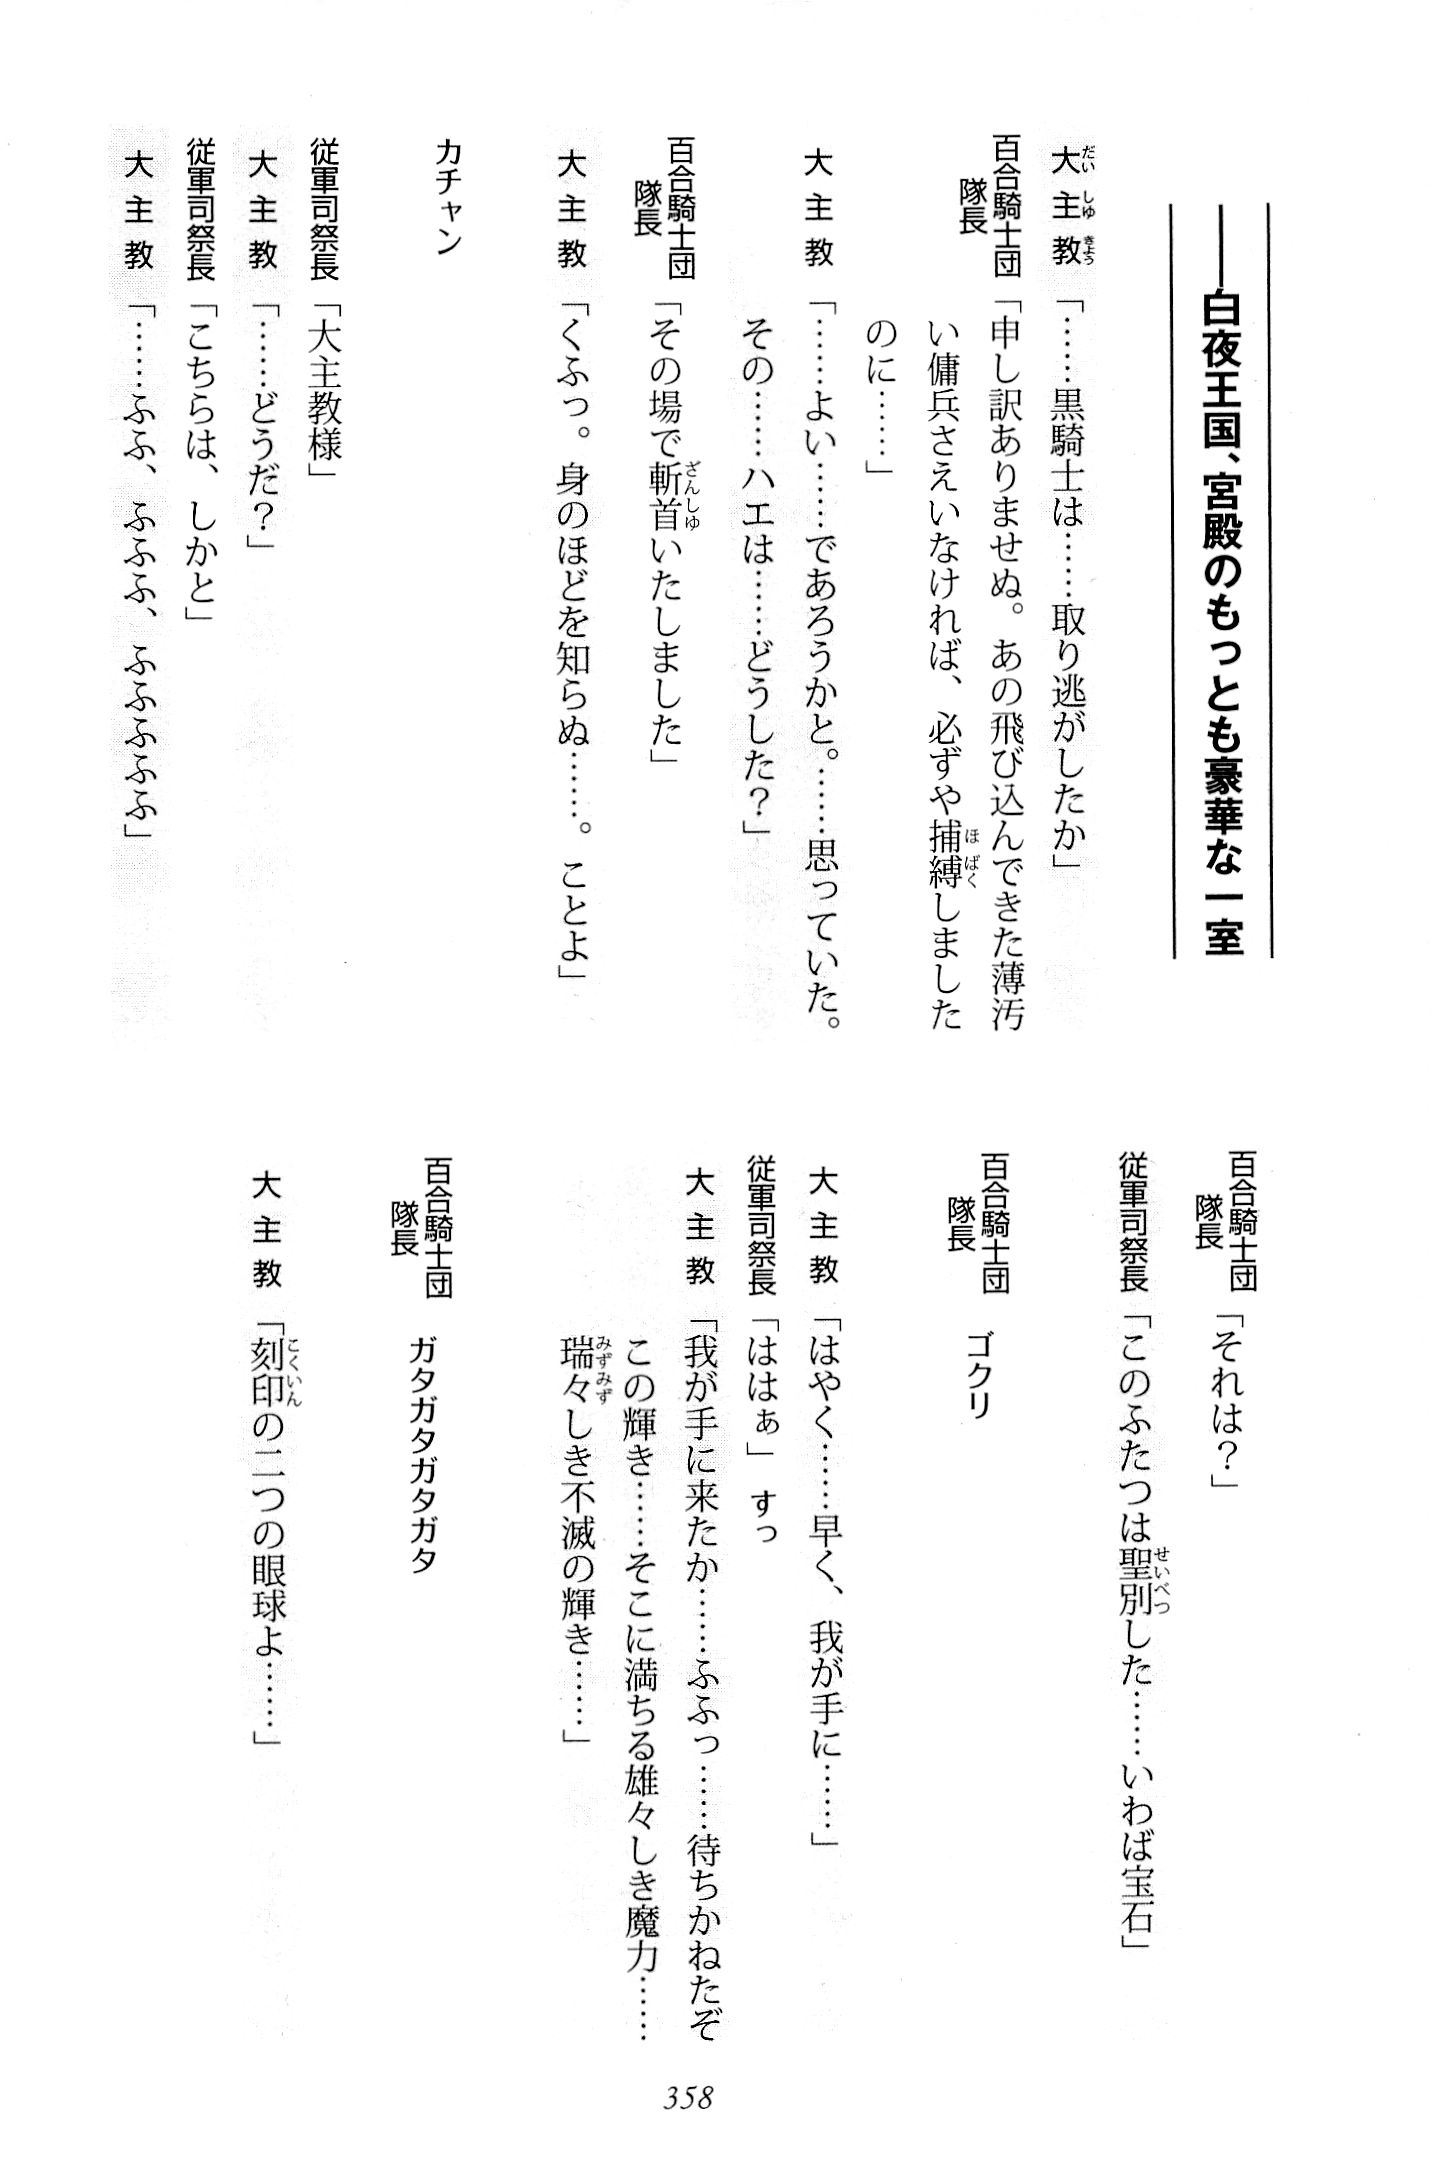 ――白夜王国、宮殿のもっとも豪華な一室
大主教「……黒騎士は……取り逃がしたか」
百合騎士団隊長「申し訳ありませぬ。あの飛び込んできた薄汚
い傭兵さえいなければ、必ずや捕縛しました
のに……」
大主教「……よい……であろうかと。……思っていた。
その……ハエは……どうした？」
百合騎士団隊長「その場で斬首いたしました」
大主教「くふっ。身のほどを知らぬ……。ことよ」
カチャン
従軍司祭長「大主教様」
大主教「……どうだ？」
従軍司祭長「こちらは、しかと」
大主教「……ふふ、ふふふ、ふふふふふ」
百合騎士団隊長「それは？」
従軍司祭長「このふたつは聖別した……いわば宝石」
百合騎士団隊長 ゴクリ
大主教「はやく……早く、我が手に……」
従軍司祭長「ははぁ」すっ
大主教「我が手に来たか……ふふっ……待ちかねたぞ
この輝き……そこに満ちる雄々しき魔力……
瑞々しき不滅の輝き……」
百合騎士団隊長 ガタガタガタガタ
大主教「刻印の二つの眼球よ……」
358